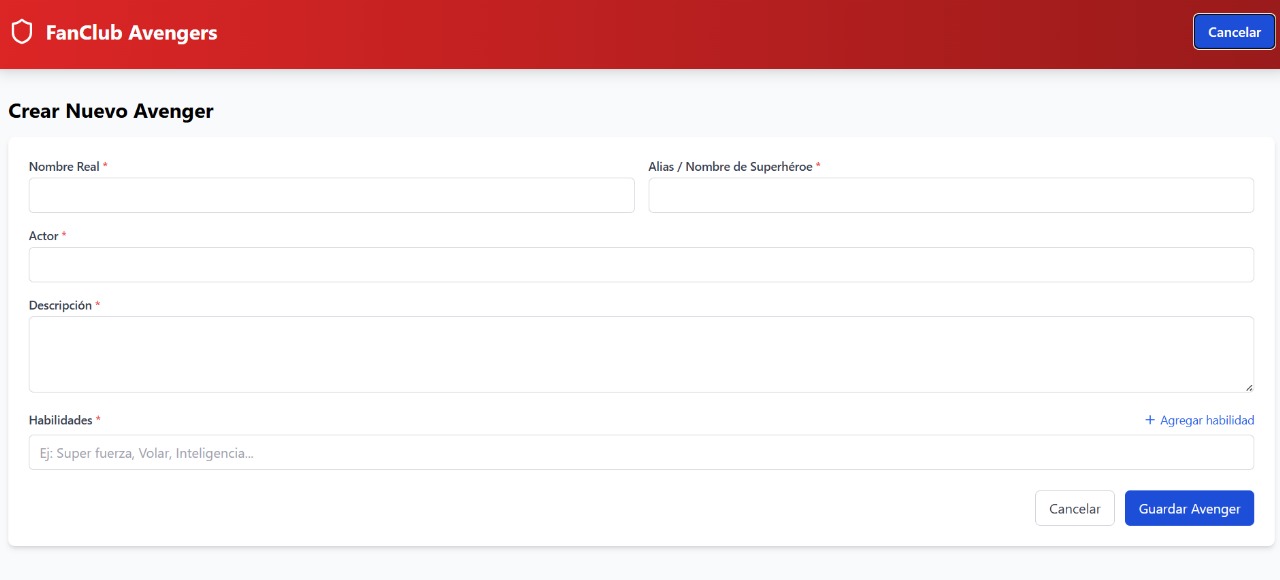 FanClub Avengers
Cancelar
Crear Nuevo Avenger
Nombre Real *
Alias / Nombre de Superhéroe *
Actor *
Descripción *
Habilidades *
+ Agregar habilidad
Ej: Super fuerza, Volar, Inteligencia...
Cancelar
Guardar Avenger